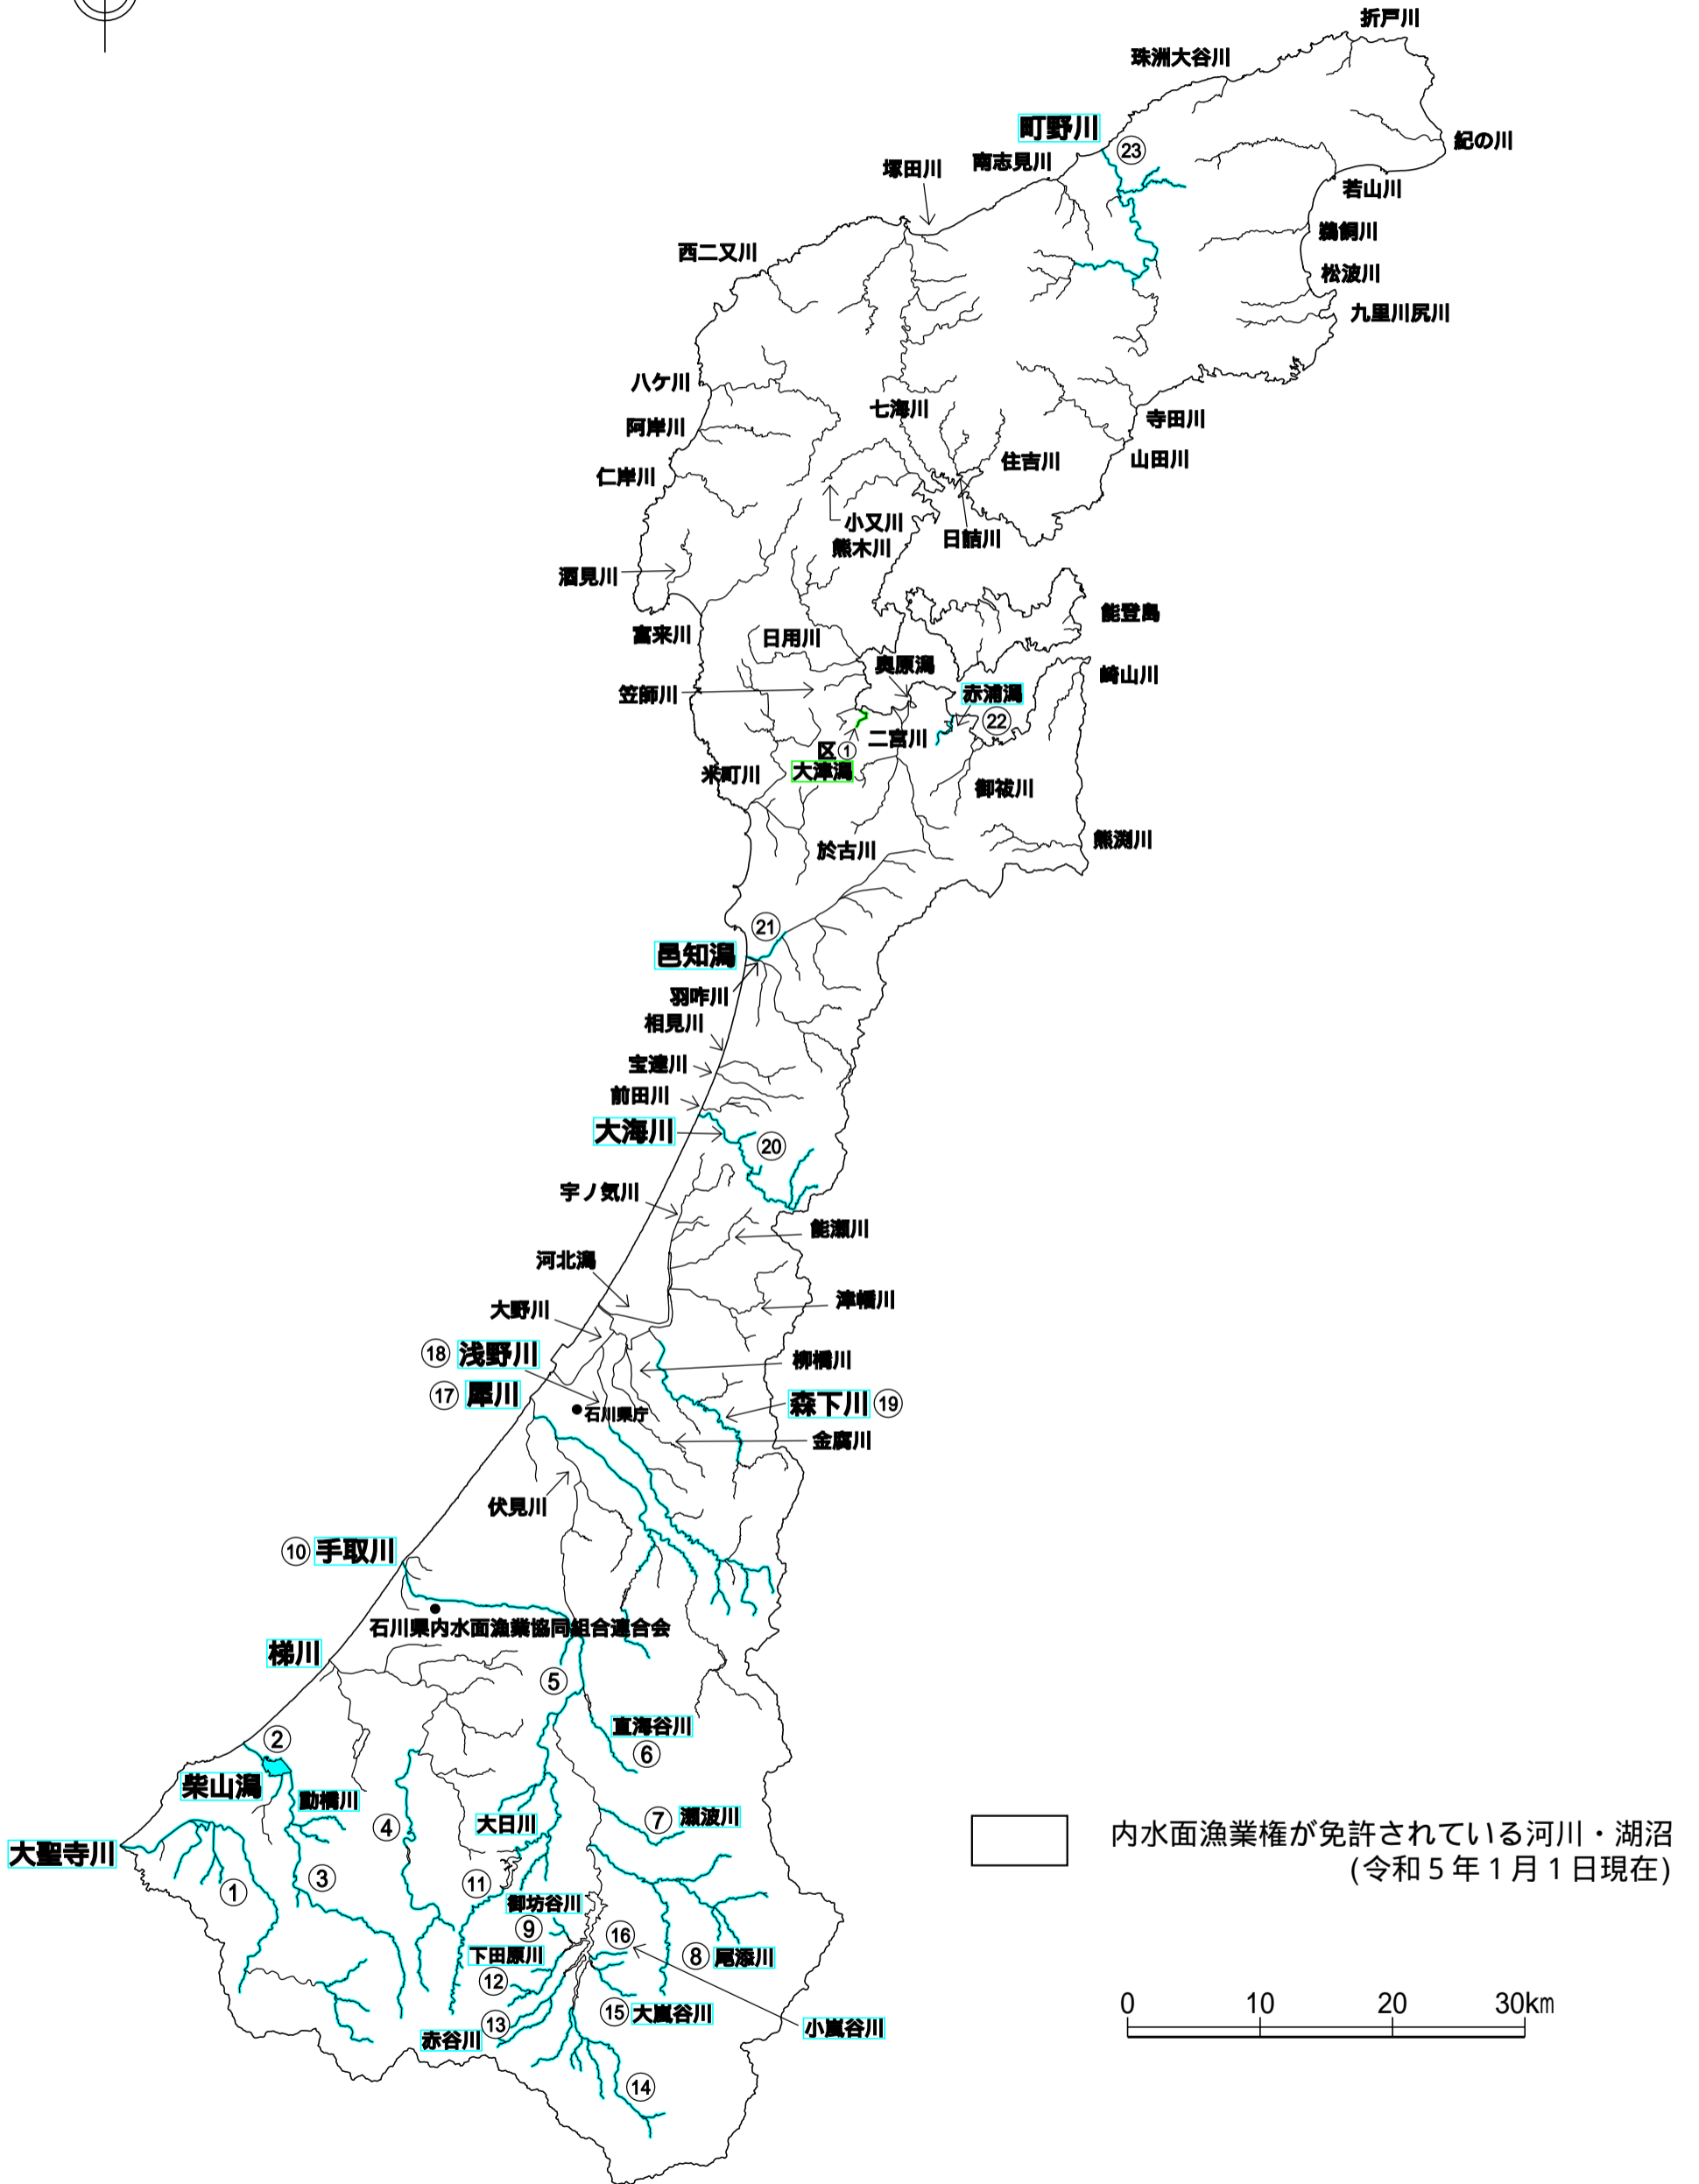 折戸川
珠洲大谷川
町野川
㉓
紀の川
南志見川
塚田川
若山川
鵜飼川
西二又川
松波川
九里川尻川
八ケ川
七海川
寺田川
阿岸川
住吉川
山田川
仁岸川
小又川
日詰川
熊木川
酒見川
能登島
富来川
日用川
奥原潟
崎山川
笠師川
赤浦潟
㉒
二宮川
区①
大津潟
米町川
御祓川
熊渕川
於古川
㉑
邑知潟
羽咋川
相見川
宝達川
前田川
大海川
⑳
宇ノ気川
能瀬川
河北潟
津幡川
大野川
⑱ 浅野川
柳橋川
⑰ 犀川
森下川 ⑲
石川県庁
金腐川
伏見川
⑩ 手取川
石川県内水面漁業協同組合連合会
梯川
⑤
直海谷川
⑥
②
柴山潟
動橋川
⑦ 瀬波川
大日川
④
大聖寺川
③
①
⑪
御坊谷川
⑨
⑯
下田原川
⑧ 尾添川
⑫
⑮ 大嵐谷川
⑬
小嵐谷川
赤谷川
⑭
内水面漁業権が免許されている河川・湖沼
(令和5年1月1日現在)
0 10 20 30km